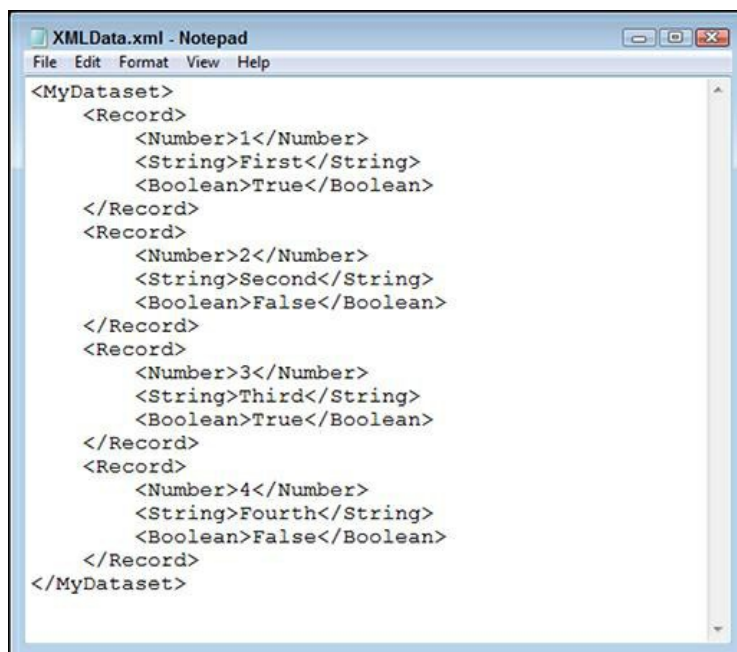 XMLData.xml - Notepad
File Edit Format View Help
<MyDataset>
    <Record>
        <Number>1</Number>
        <String>First</String>
        <Boolean>True</Boolean>
    </Record>
    <Record>
        <Number>2</Number>
        <String>Second</String>
        <Boolean>False</Boolean>
    </Record>
    <Record>
        <Number>3</Number>
        <String>Third</String>
        <Boolean>True</Boolean>
    </Record>
    <Record>
        <Number>4</Number>
        <String>Fourth</String>
        <Boolean>False</Boolean>
    </Record>
</MyDataset>